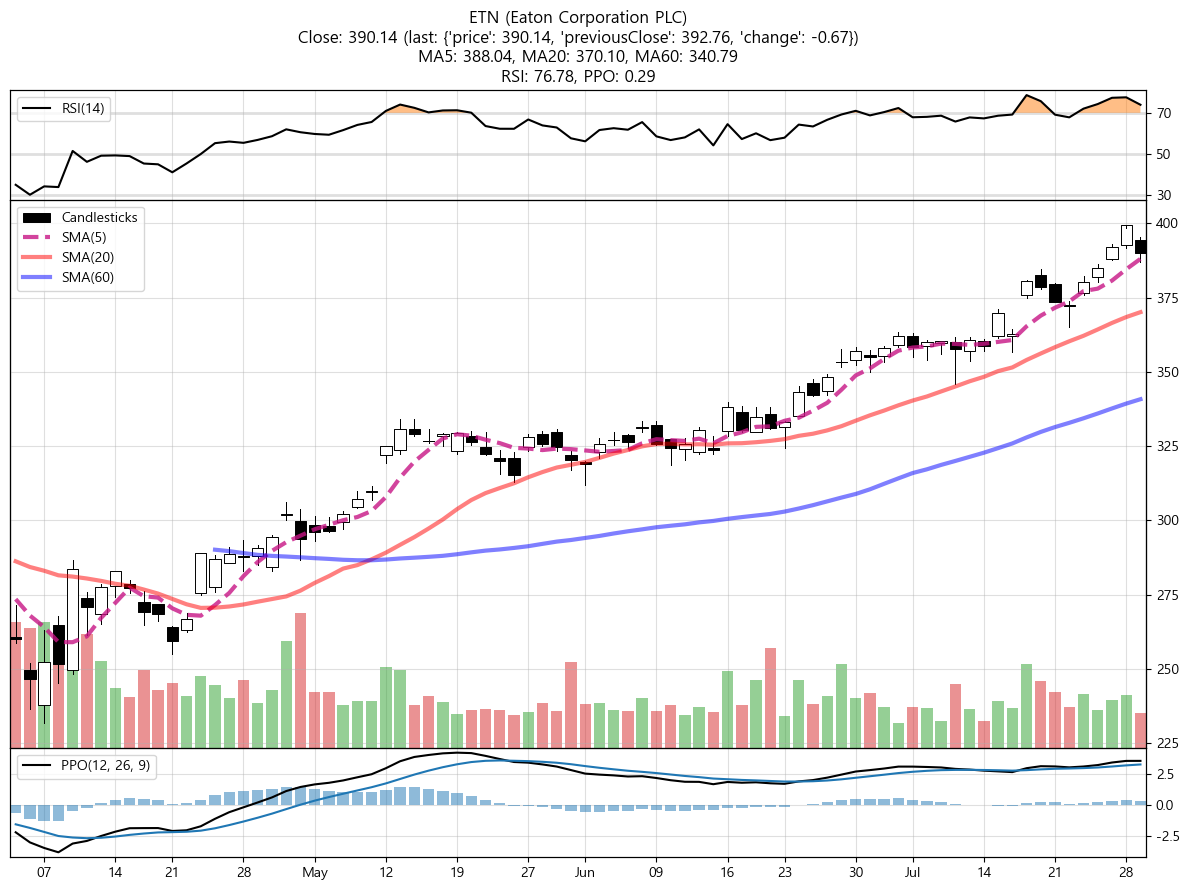 ETN (Eaton Corporation PLC)
Close: 390.14 (last: {'price': 390.14, 'previousClose': 392.76, 'change': -0.67})
MA5: 388.04, MA20: 370.10, MA60: 340.79
RSI: 76.78, PPO: 0.29
RSI(14)
70
50
30
Candlesticks
SMA(5)
SMA(20)
SMA(60)
400
375
350
325
300
275
250
225
PPO(12, 26, 9)
2.5
0.0
-2.5
07 14 21 28 May 12 19 27 Jun 09 16 23 30 Jul 14 21 28